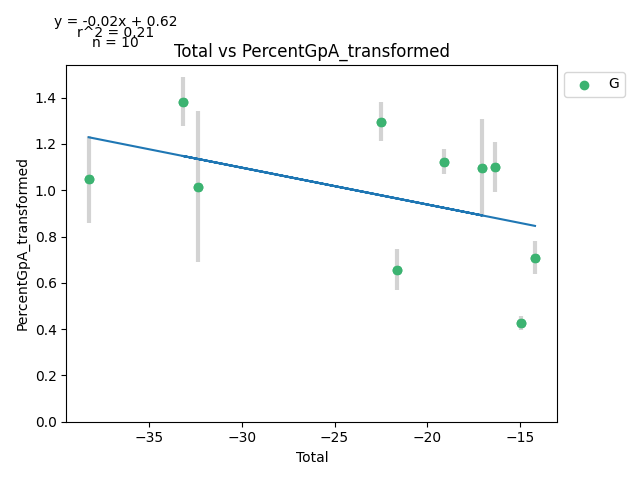 y = -0.02x + 0.62
r^2 = 0.21
n = 10
Total vs PercentGpA_transformed
G
PercentGpA_transformed
1.4
1.2
1.0
0.8
0.6
0.4
0.2
0.0
−35
−30
−25
−20
−15
Total